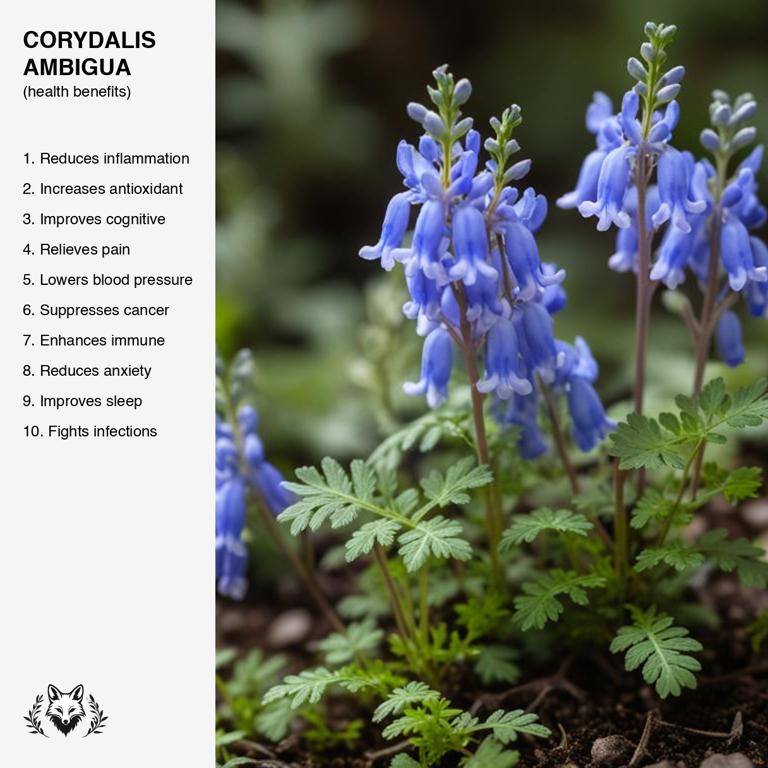 CORYDALIS
AMBIGUA
(health benefits)
1. Reduces inflammation
2. Increases antioxidant
3. Improves cognitive
4. Relieves pain
5. Lowers blood pressure
6. Suppresses cancer
7. Enhances immune
8. Reduces anxiety
9. Improves sleep
10. Fights infections